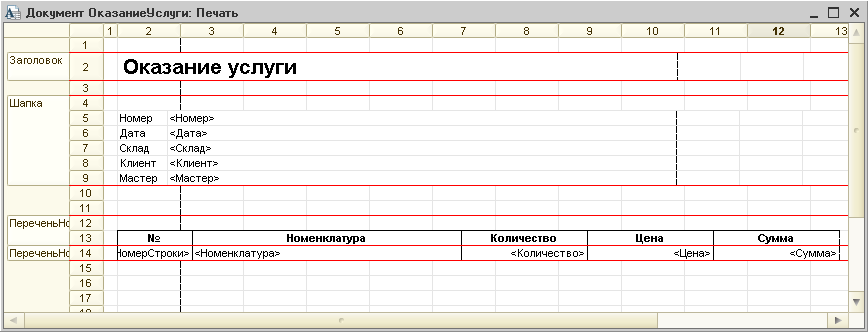 Документ ОказаниеУслуги: Печать
1 2 3 4 5 6 7 8 9 10 11 12 13
1
Заголовок 2 Оказание услуги
3
Шапка 4
5 Номер <Номер>
6 Дата <Дата>
7 Склад <Склад>
8 Клиент <Клиент>
9 Мастер <Мастер>
10
11
ПереченьНо 12
13 № Номенклатура Количество Цена Сумма
ПереченьНо 14 НомерСтроки> <Номенклатура> <Количество> <Цена> <Сумма>
15
16
17